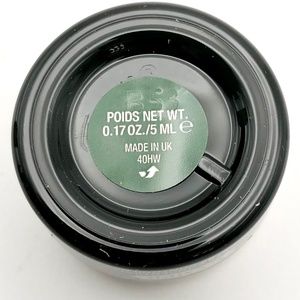 POIDS NET WT.
0.17 OZ./5 ML ℮
MADE IN UK
40HW